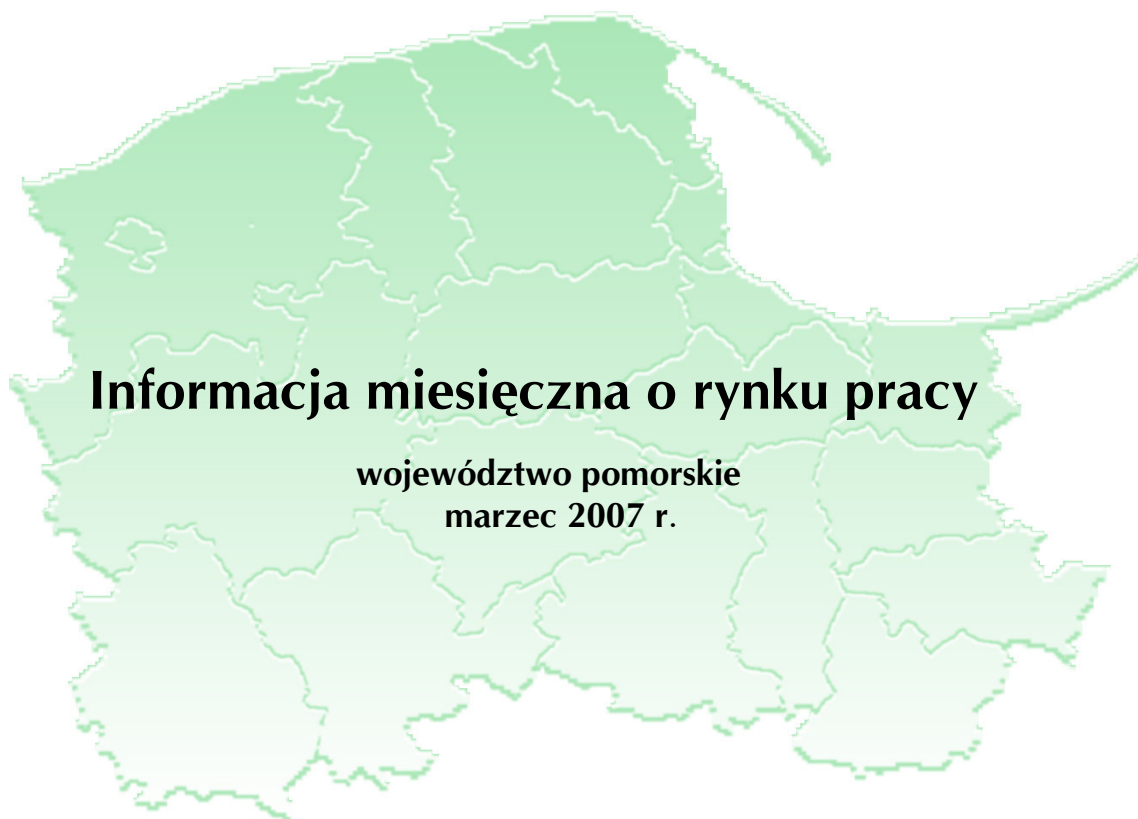 Informacja miesięczna o rynku pracy
województwo pomorskie
marzec 2007 r.